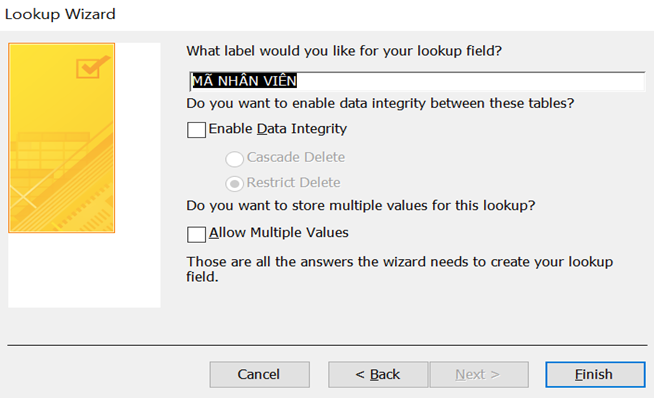 Lookup Wizard
What label would you like for your lookup field?
MÃ NHÂN VIÊN
Do you want to enable data integrity between these tables?
Enable Data Integrity
Cascade Delete
Restrict Delete
Do you want to store multiple values for this lookup?
Allow Multiple Values
Those are all the answers the wizard needs to create your lookup
field.
Cancel < Back Next > Finish